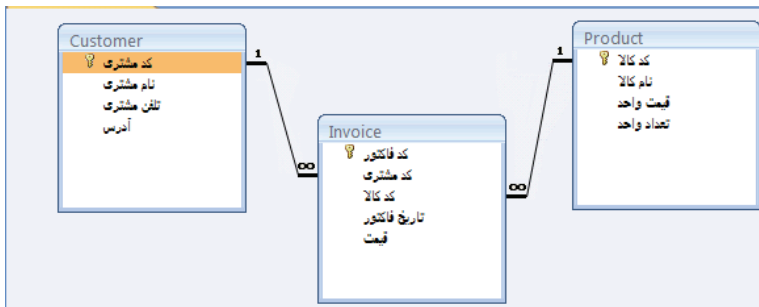 Customer
کد مشتری
نام مشتری
تلفن مشتری
آدرس
1
∞
Invoice
کد فاکتور
کد مشتری
کد کالا
تاریخ فاکتور
قیمت
1
∞
Product
کد کالا
نام کالا
قیمت واحد
تعداد واحد